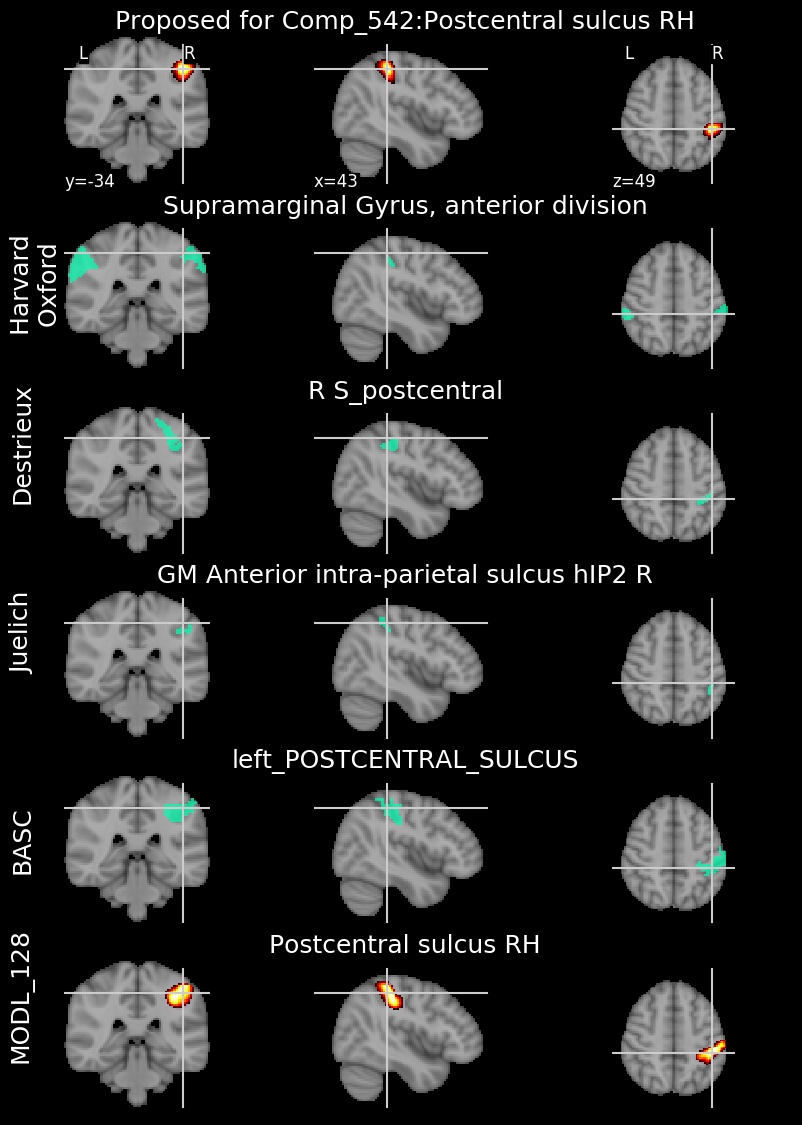 Proposed for Comp_542:Postcentral sulcus RH
L R
L R
y=-34 x=43 z=49
Supramarginal Gyrus, anterior division
Harvard
Oxford
R S_postcentral
Destrieux
GM Anterior intra-parietal sulcus hIP2 R
Juelich
left_POSTCENTRAL_SULCUS
BASC
Postcentral sulcus RH
MODL_128